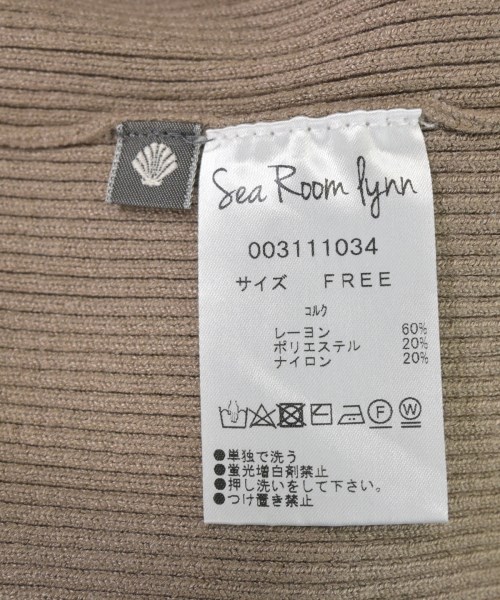 Sea Room lynn
003111034
サイズ FREE
コルク
レーヨン 60%
ポリエステル 20%
ナイロン 20%
F W
●単独で洗う
●蛍光増白剤禁止
●押し洗いをして下さい。
●つけ置き禁止